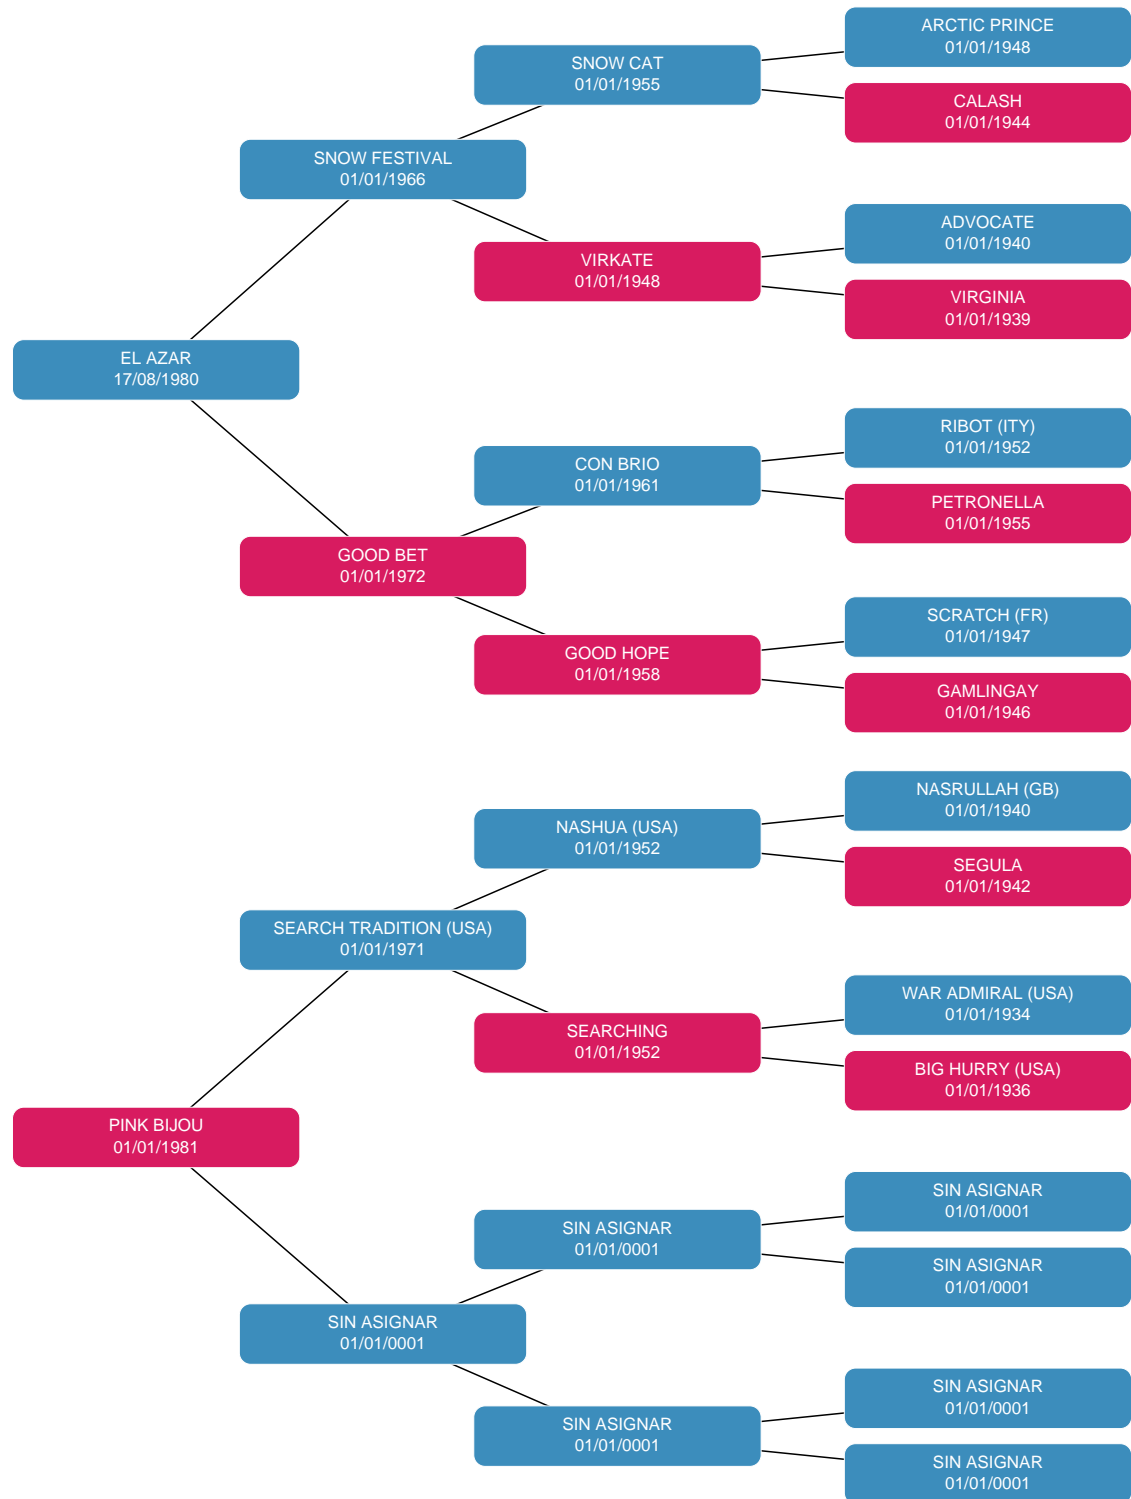 ARCTIC PRINCE
01/01/1948
SNOW CAT
01/01/1955
CALASH
01/01/1944
SNOW FESTIVAL
01/01/1966
ADVOCATE
01/01/1940
VIRKATE
01/01/1948
VIRGINIA
01/01/1939
EL AZAR
17/08/1980
RIBOT (ITY)
01/01/1952
CON BRIO
01/01/1961
PETRONELLA
01/01/1955
GOOD BET
01/01/1972
SCRATCH (FR)
01/01/1947
GOOD HOPE
01/01/1958
GAMLINGAY
01/01/1946
NASRULLAH (GB)
01/01/1940
NASHUA (USA)
01/01/1952
SEGULA
01/01/1942
SEARCH TRADITION (USA)
01/01/1971
WAR ADMIRAL (USA)
01/01/1934
SEARCHING
01/01/1952
BIG HURRY (USA)
01/01/1936
PINK BIJOU
01/01/1981
SIN ASIGNAR
01/01/0001
SIN ASIGNAR
01/01/0001
SIN ASIGNAR
01/01/0001
SIN ASIGNAR
01/01/0001
SIN ASIGNAR
01/01/0001
SIN ASIGNAR
01/01/0001
SIN ASIGNAR
01/01/0001